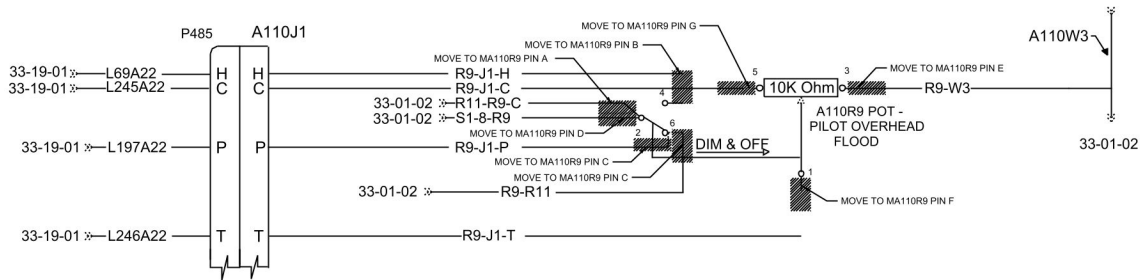 MOVE TO MA110R9 PIN G
P485
A110J1
MOVE TO MA110R9 PIN B
A110W3
MOVE TO MA110R9 PIN A
33-19-01 L69A22 H H R9-J1-H
5
3
MOVE TO MA110R9 PIN E
33-19-01 L245A22 C C R9-J1-C
10K Ohm
R9-W3
4
33-01-02 R11-R9-C
A110R9 POT -
PILOT OVERHEAD
FLOOD
33-01-02 S1-8-R9
MOVE TO MA110R9 PIN D
2
6
33-19-01 L197A22 P P R9-J1-P
DIM & OFF
33-01-02
MOVE TO MA110R9 PIN C
MOVE TO MA110R9 PIN C
1
33-01-02 R9-R11
MOVE TO MA110R9 PIN F
33-19-01 L246A22 T T R9-J1-T